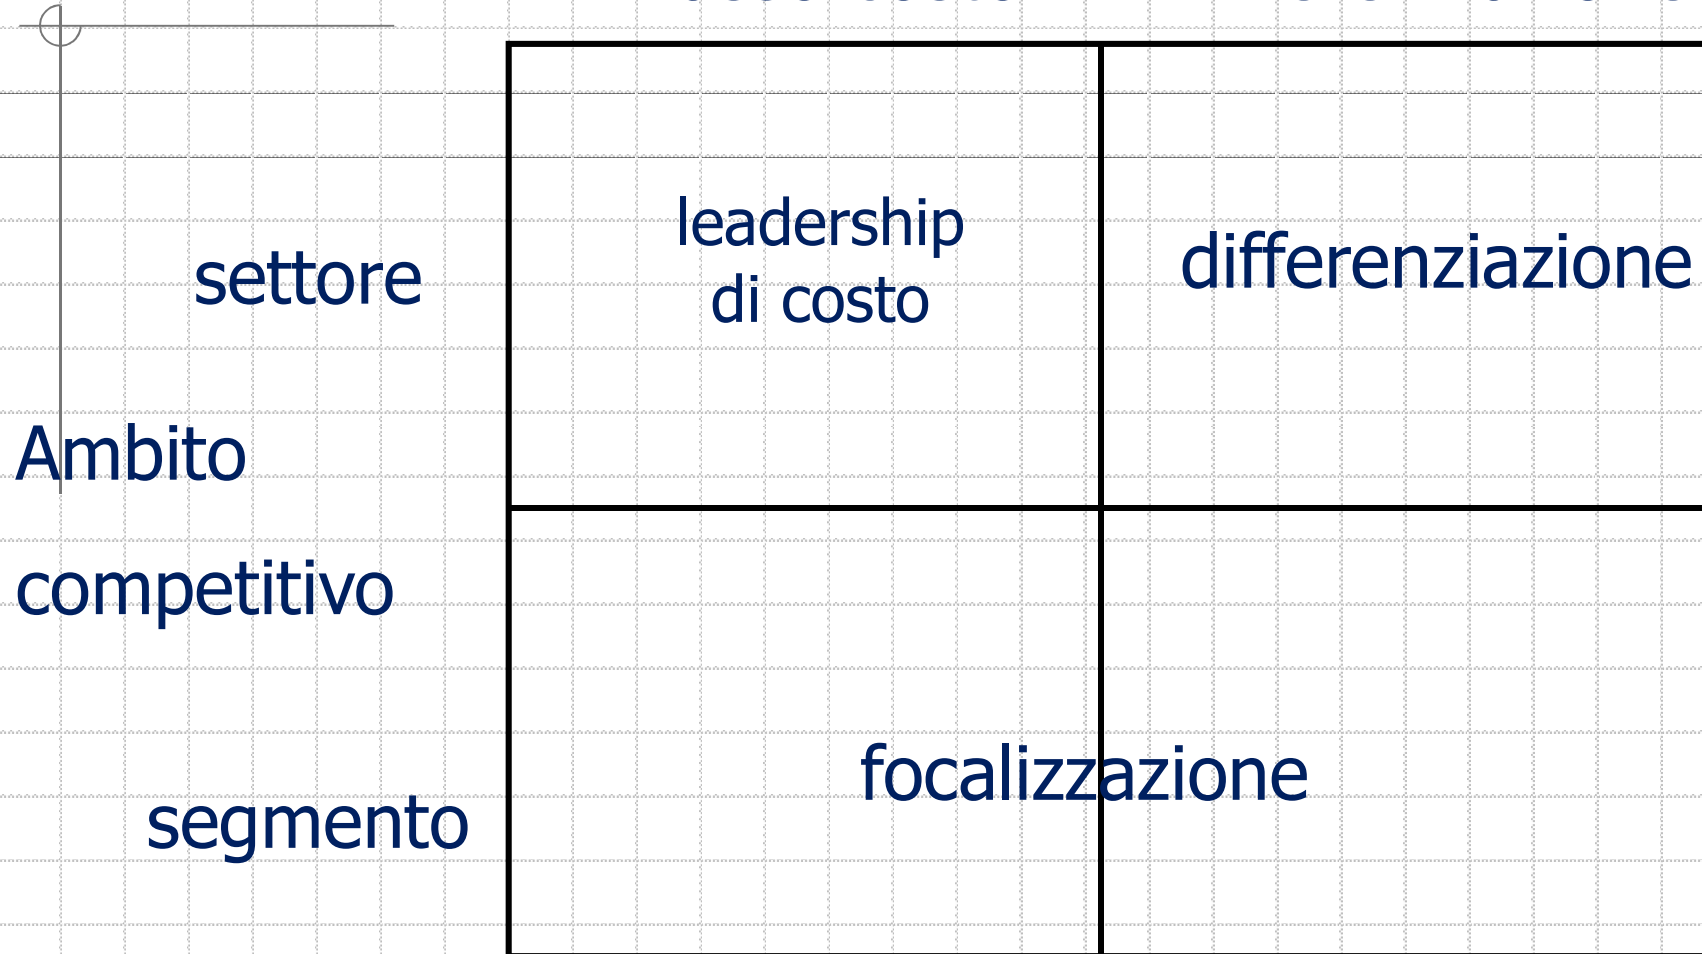 settore
leadership
di costo
differenziazione
Ambito
competitivo
focalizzazione
segmento